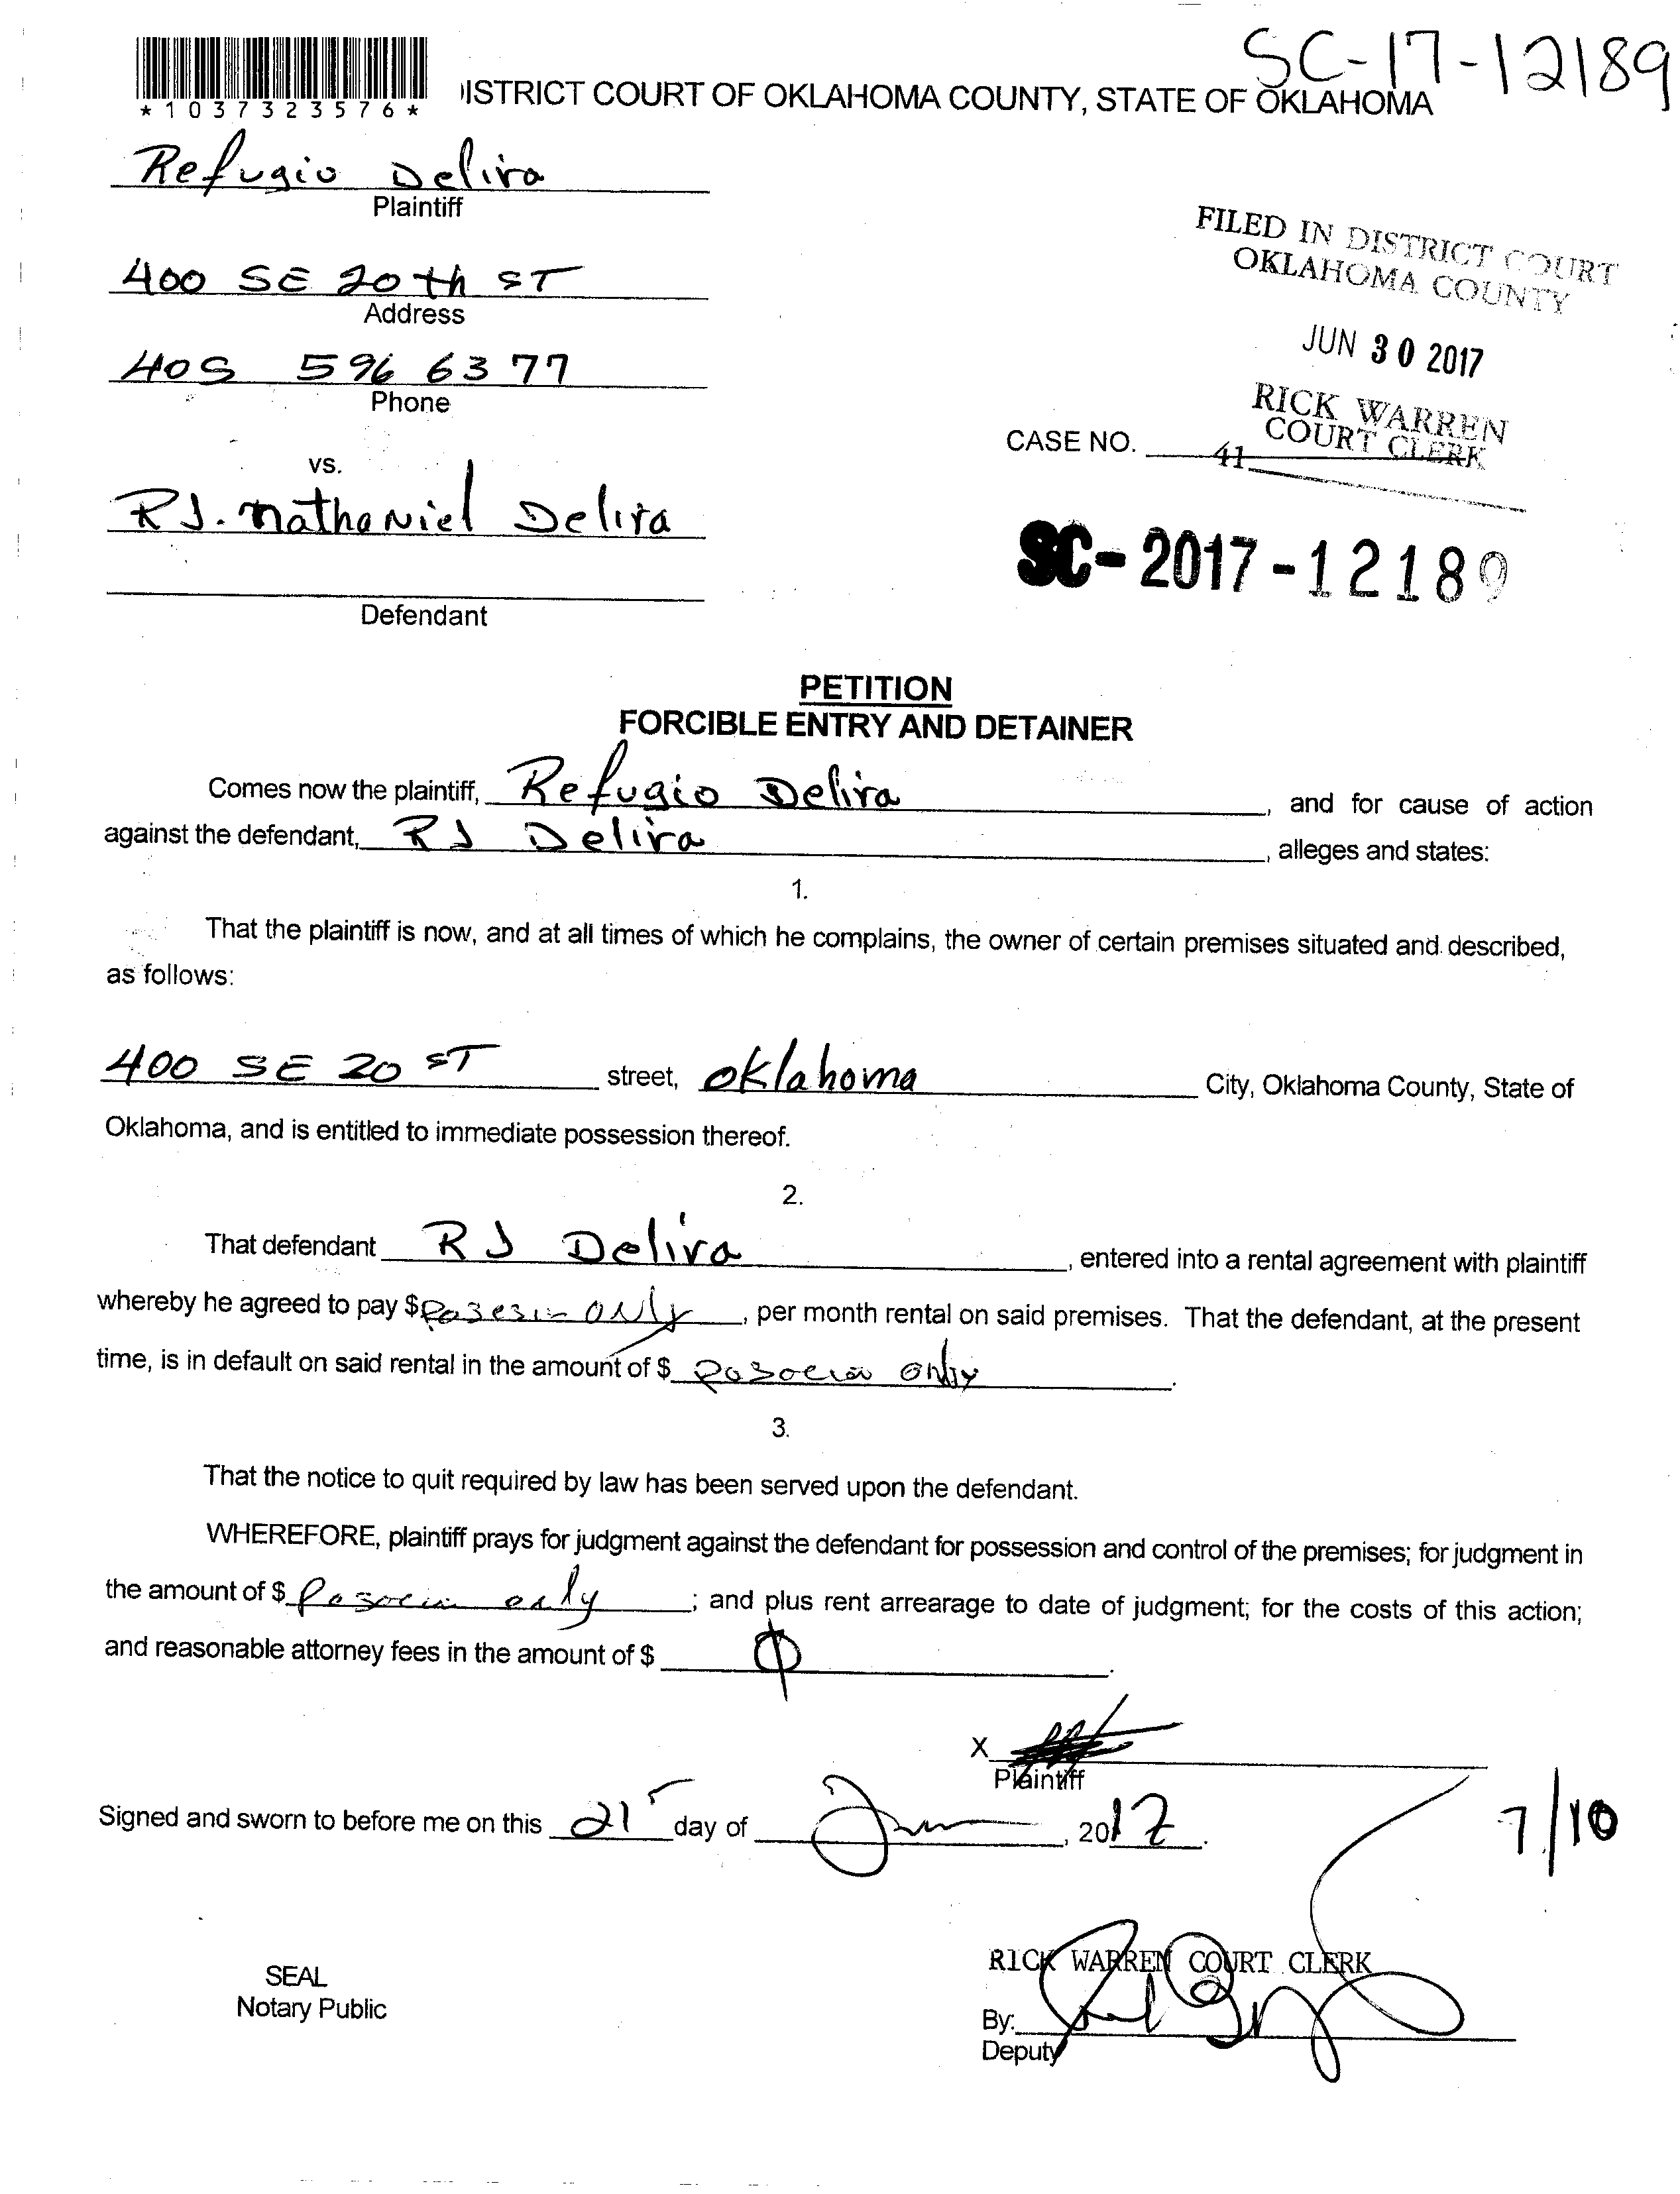 SC-17-12189
*1037323576*
ISTRICT COURT OF OKLAHOMA COUNTY, STATE OF OKLAHOMA
Refugio Delira
Plaintiff
400 SE 20th ST
Address
405 596 6377
Phone
FILED IN DISTRICT COURT
OKLAHOMA COUNTY
JUN 30 2017
RICK WARREN
COURT CLERK
41
CASE NO.
vs.
RJ. Nathaniel Delira
Defendant
SC-2017-12189
PETITION
FORCIBLE ENTRY AND DETAINER
Comes now the plaintiff, Refugio Delira, and for cause of action
against the defendant, RJ Delira, alleges and states:
1.
That the plaintiff is now, and at all times of which he complains, the owner of certain premises situated and described,
as follows:
400 SE 20 ST street, Oklahoma City, Oklahoma County, State of
Oklahoma, and is entitled to immediate possession thereof.
2.
That defendant RJ Delira, entered into a rental agreement with plaintiff
whereby he agreed to pay $ only, per month rental on said premises. That the defendant, at the present
time, is in default on said rental in the amount of $ only.
3.
That the notice to quit required by law has been served upon the defendant.
WHEREFORE, plaintiff prays for judgment against the defendant for possession and control of the premises; for judgment in
the amount of $ only; and plus rent arrearage to date of judgment; for the costs of this action;
and reasonable attorney fees in the amount of $ 0.
X
Plaintiff
Signed and sworn to before me on this 21 day of Jun, 2017.
7/10
SEAL
Notary Public
RICK WARREN COURT CLERK
By:
Deputy